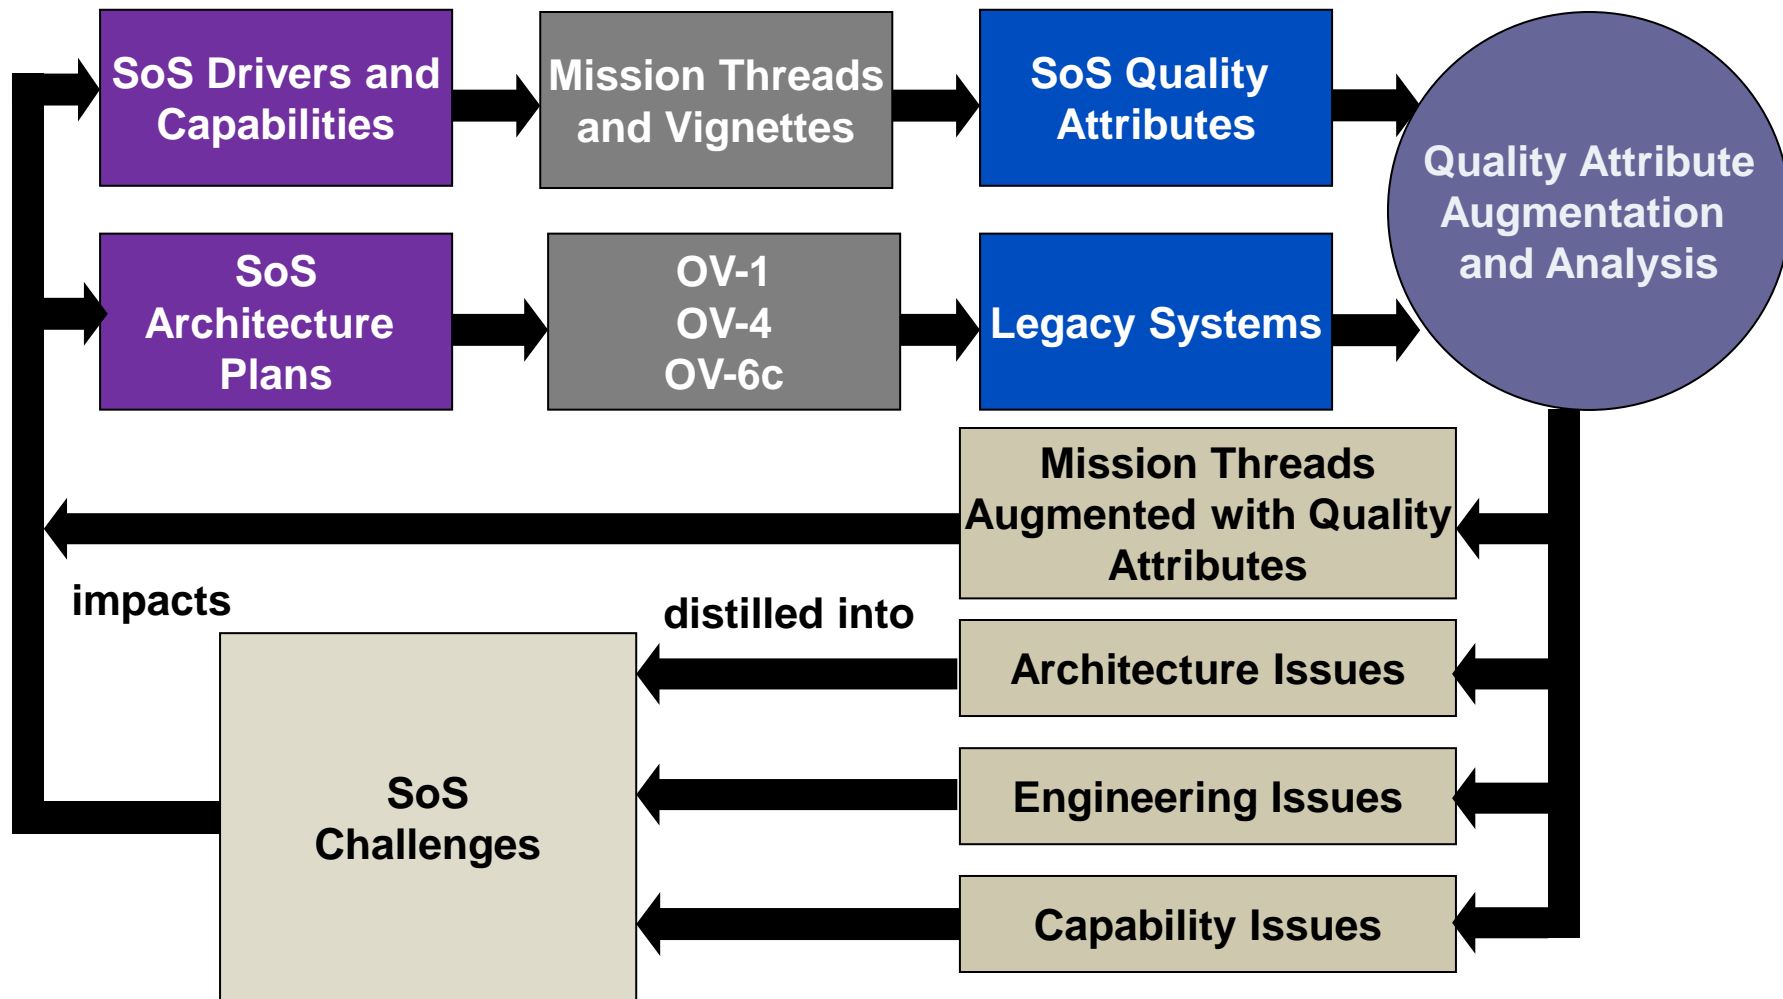 SoS Drivers and
Capabilities
Mission Threads
and Vignettes
SoS Quality
Attributes
Quality Attribute
Augmentation
and Analysis
SoS
Architecture
Plans
OV-1
OV-4
OV-6c
Legacy Systems
Mission Threads
Augmented with Quality
Attributes
impacts
distilled into
Architecture Issues
SoS
Challenges
Engineering Issues
Capability Issues